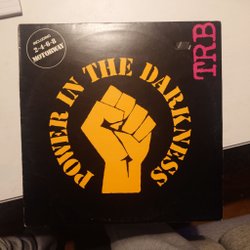 INCLUDING
2-4-6-8
MOTORWAY
TRB
POWER IN THE DARKNESS